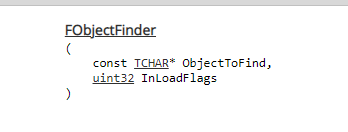 FObjectFinder
(
const TCHAR* ObjectToFind,
uint32 InLoadFlags
)